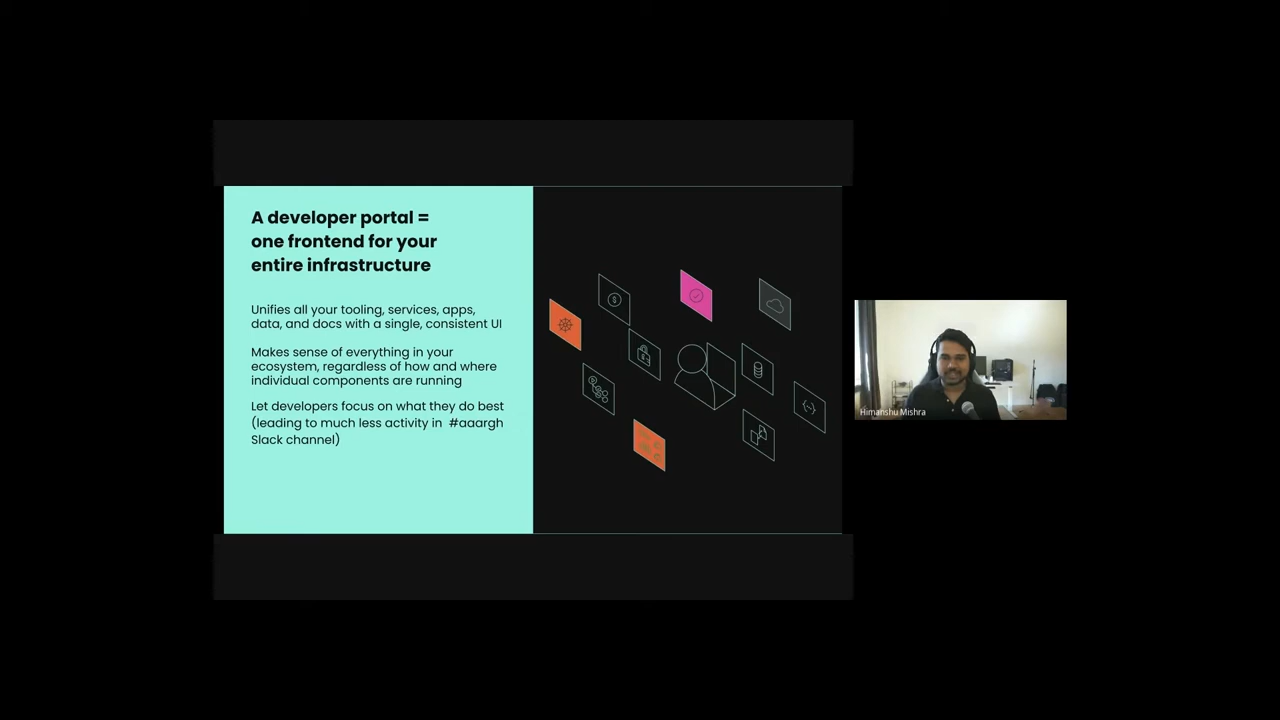 A developer portal =
one frontend for your
entire infrastructure
Unifies all your tooling, services, apps,
data, and docs with a single, consistent UI
Makes sense of everything in your
ecosystem, regardless of how and where
individual components are running
Let developers focus on what they do best
(leading to much less activity in #aaargh
Slack channel)
$
Himanshu Mishra